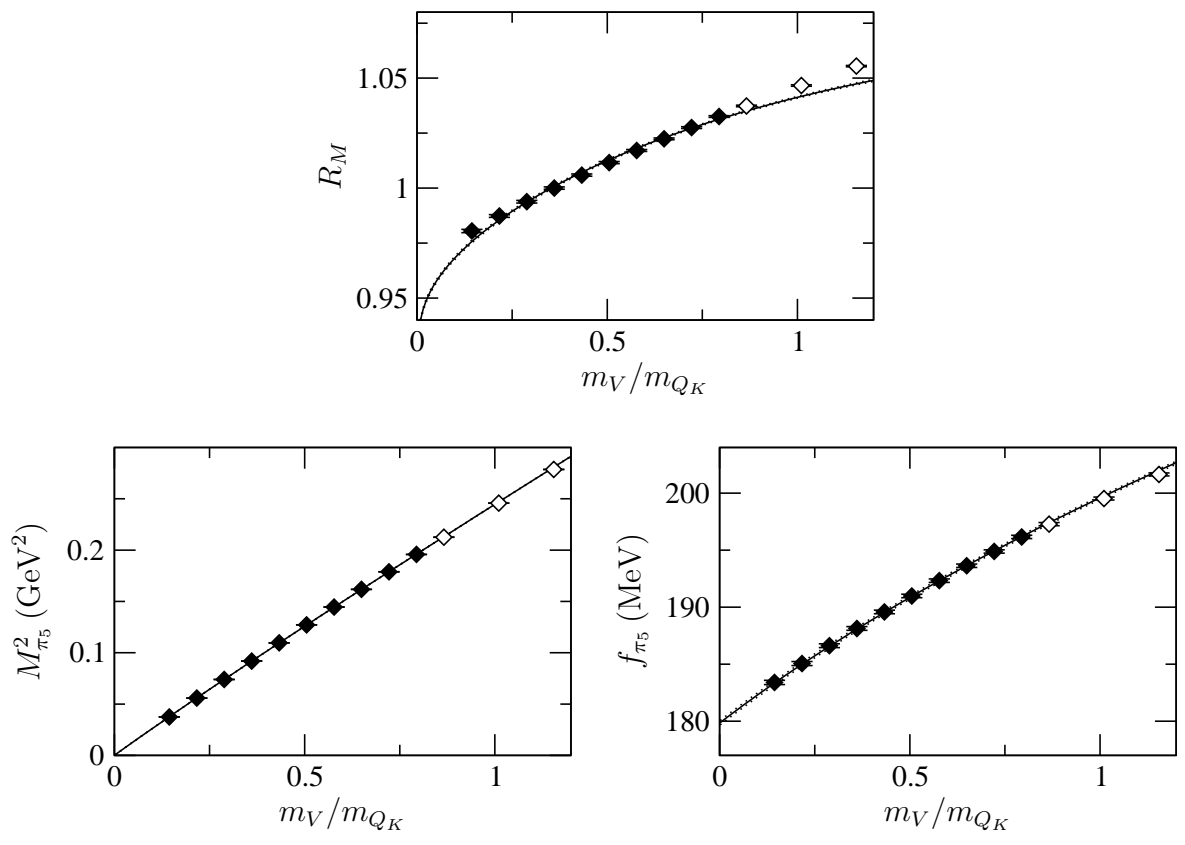 1.05
1
0.95
R_M
0 0.5 1
m_V/m_{Q_K}
0.2
0.1
0
M^2_{π_5} (GeV^2)
0 0.5 1
m_V/m_{Q_K}
200
190
180
f_{π_5} (MeV)
0 0.5 1
m_V/m_{Q_K}